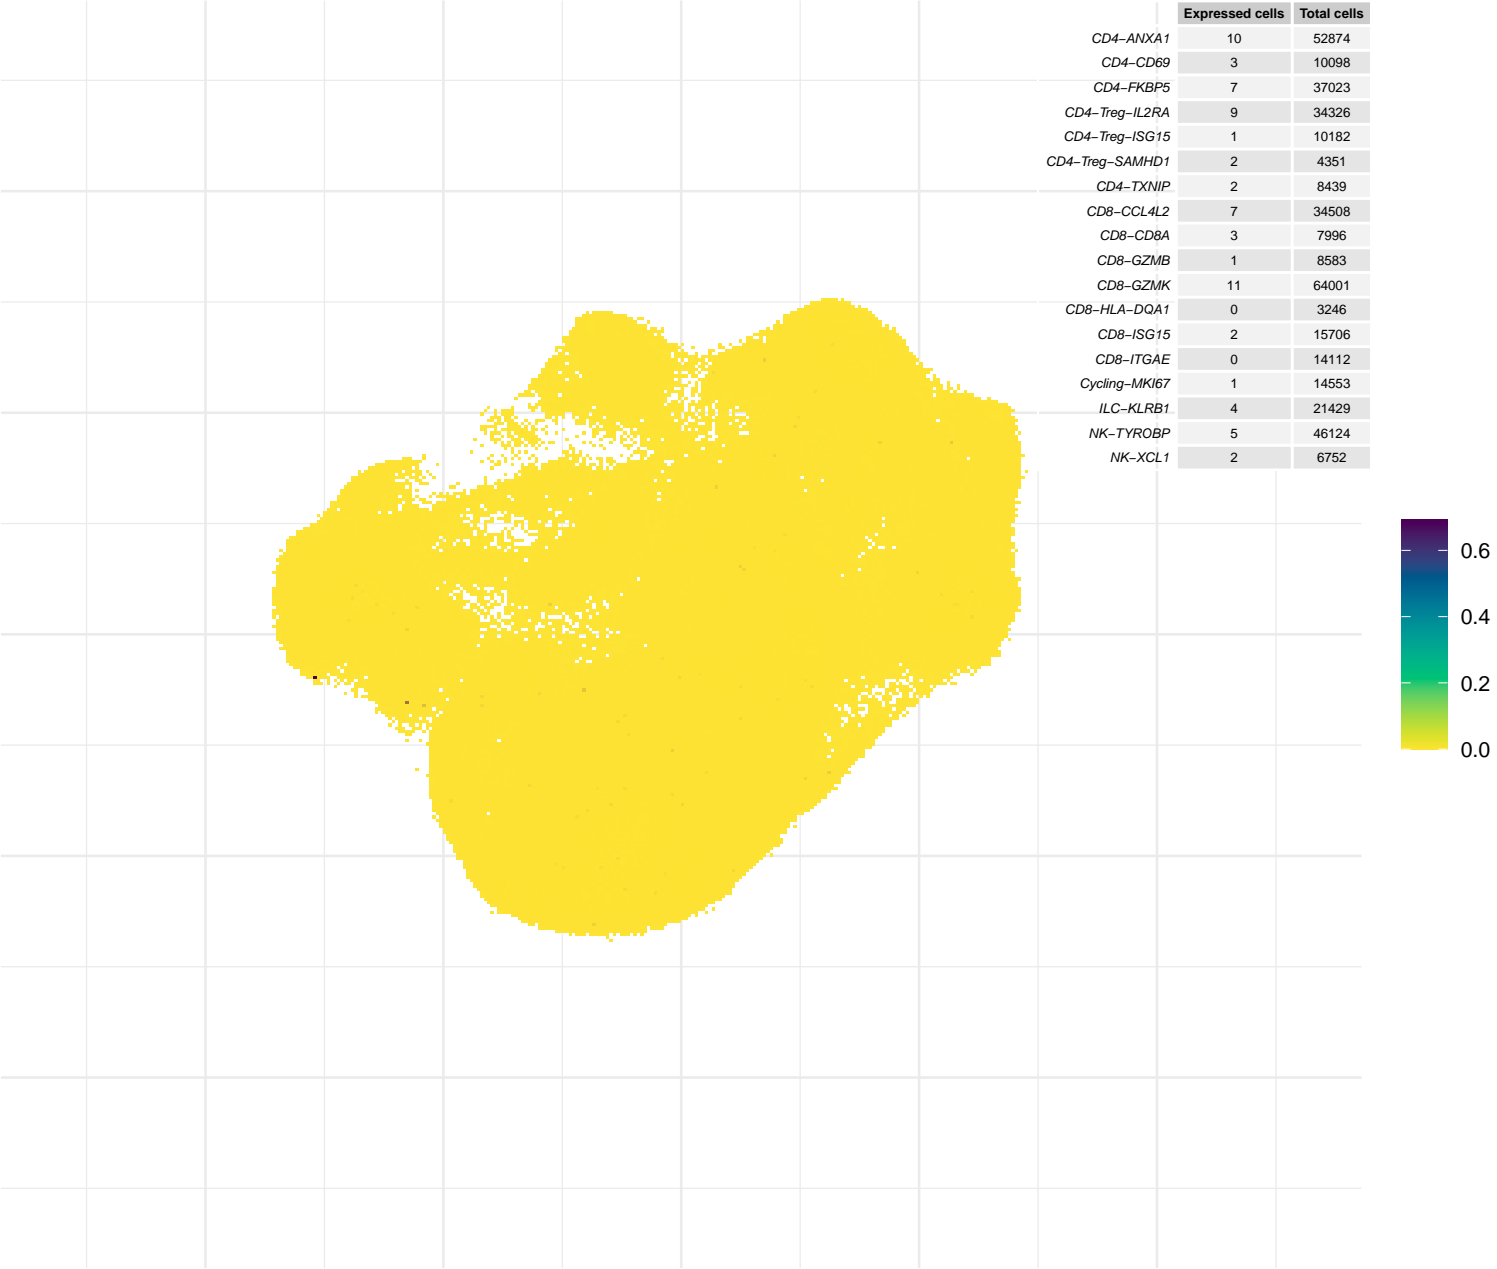 Expressed cells Total cells
CD4−ANXA1 10 52874
CD4−CD69 3 10098
CD4−FKBP5 7 37023
CD4−Treg−IL2RA 9 34326
CD4−Treg−ISG15 1 10182
CD4−Treg−SAMHD1 2 4351
CD4−TXNIP 2 8439
CD8−CCL4L2 7 34508
CD8−CD8A 3 7996
CD8−GZMB 1 8583
CD8−GZMK 11 64001
CD8−HLA−DQA1 0 3246
CD8−ISG15 2 15706
CD8−ITGAE 0 14112
Cycling−MKI67 1 14553
ILC−KLRB1 4 21429
NK−TYROBP 5 46124
NK−XCL1 2 6752
0.6
0.4
0.2
0.0